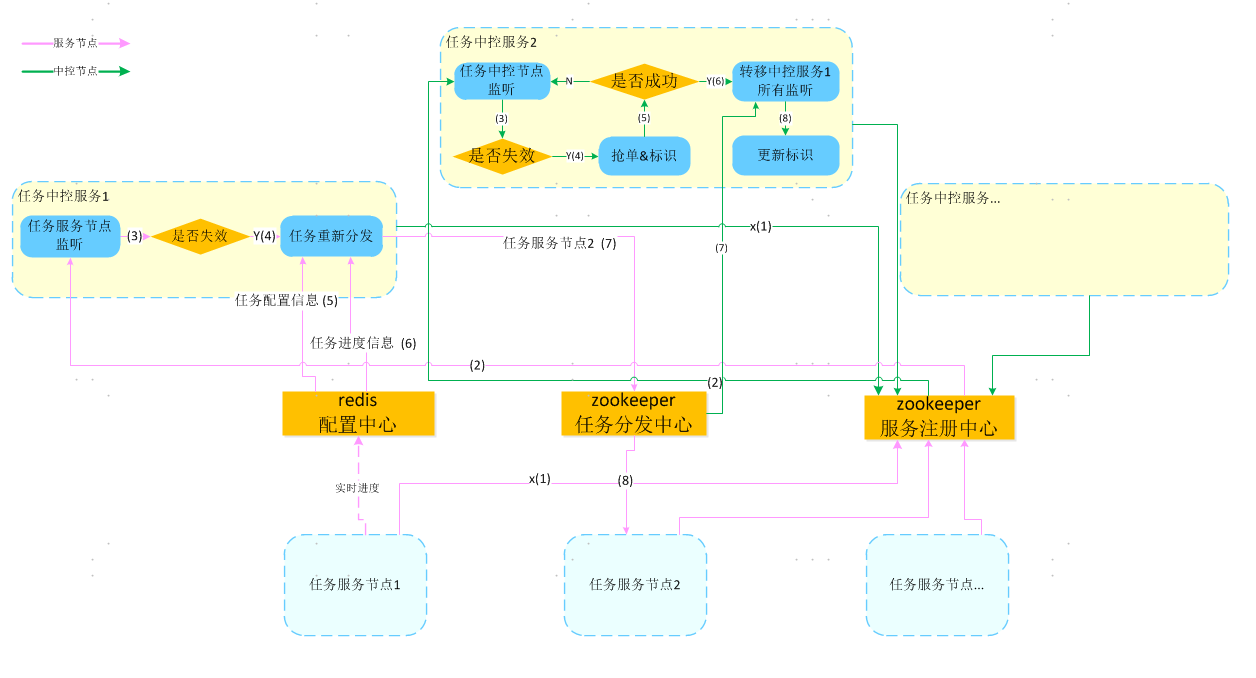 服务节点
中控节点
任务中控服务2
任务中控节点
监听
N
是否成功
Y(6)
转移中控服务1
所有监听
(3)
(5)
(8)
是否失效
Y(4)
抢单&标识
更新标识
任务中控服务1
任务服务节点
监听
(3)
是否失效
Y(4)
任务重新分发
任务中控服务...
x(1)
任务服务节点2 (7)
(7)
任务配置信息 (5)
任务进度信息 (6)
(2)
(2)
redis
配置中心
zookeeper
任务分发中心
zookeeper
服务注册中心
实时进度
x(1)
(8)
任务服务节点1
任务服务节点2
任务服务节点...